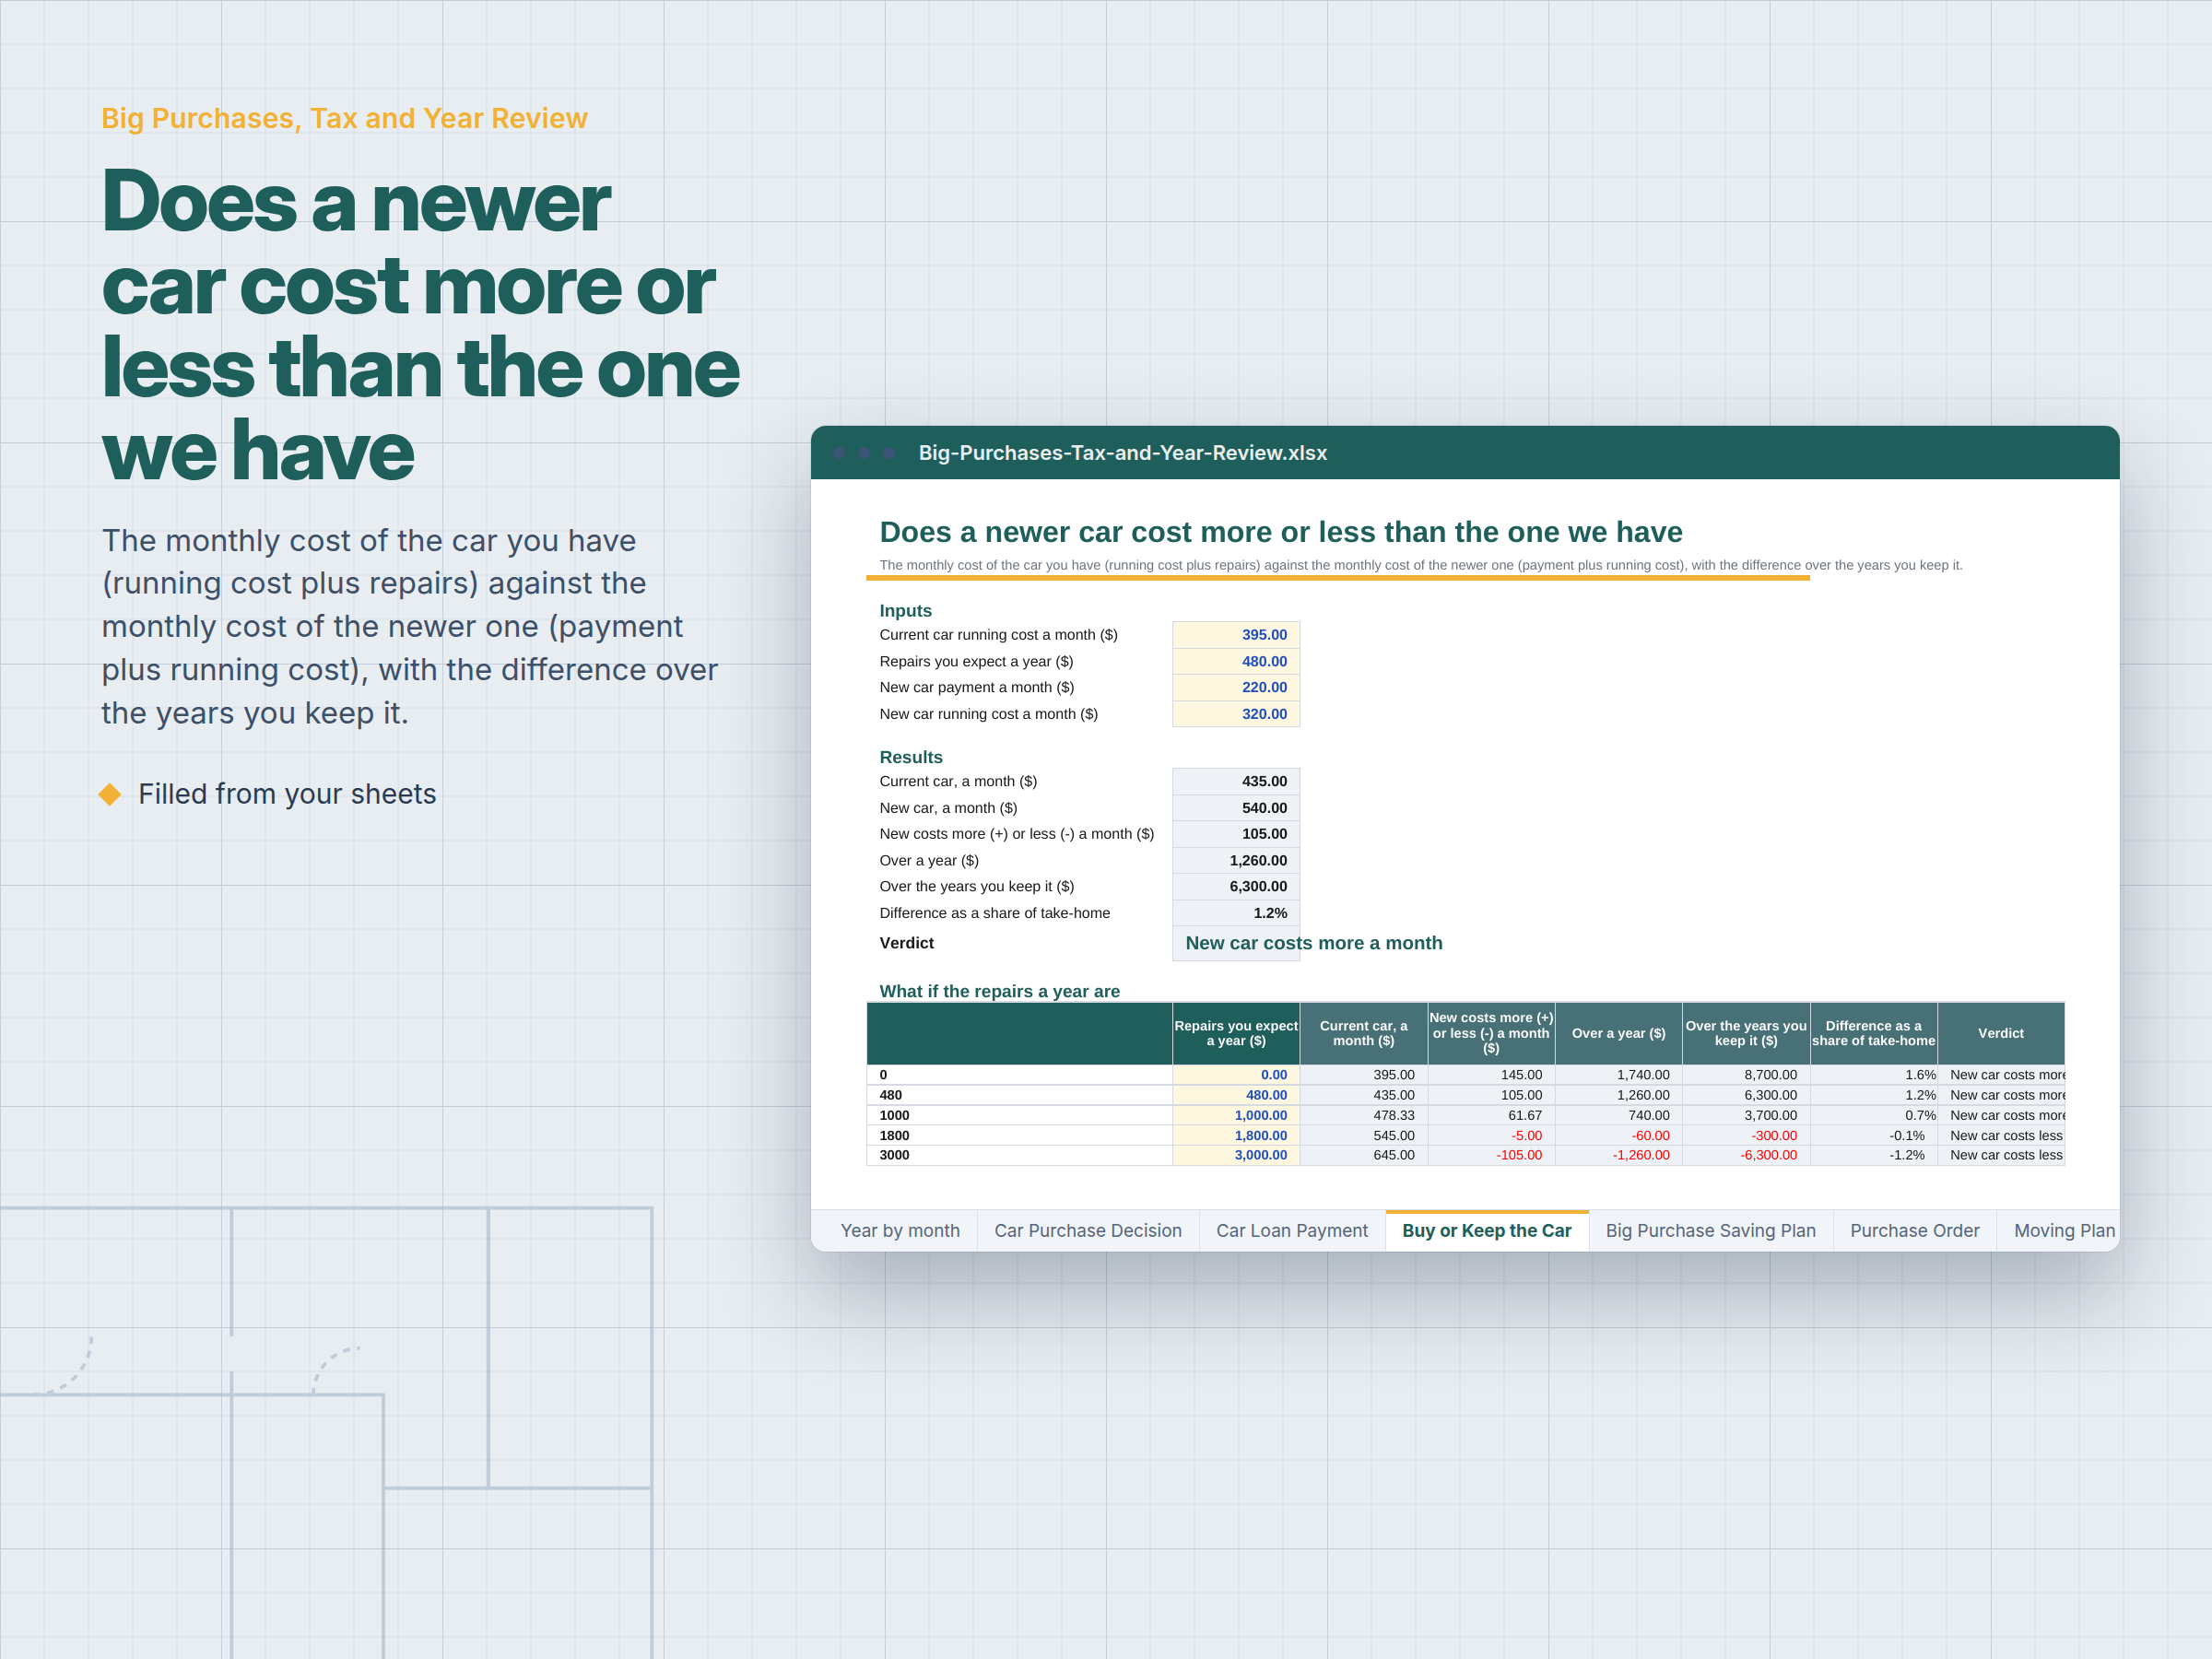 Big Purchases, Tax and Year Review
Does a newer
car cost more or
less than the one
we have
The monthly cost of the car you have
(running cost plus repairs) against the
monthly cost of the newer one (payment
plus running cost), with the difference over
the years you keep it.
Filled from your sheets
Big-Purchases-Tax-and-Year-Review.xlsx
Does a newer car cost more or less than the one we have
The monthly cost of the car you have (running cost plus repairs) against the monthly cost of the newer one (payment plus running cost), with the difference over the years you keep it.
Inputs
Current car running cost a month ($) 395.00
Repairs you expect a year ($) 480.00
New car payment a month ($) 220.00
New car running cost a month ($) 320.00
Results
Current car, a month ($) 435.00
New car, a month ($) 540.00
New costs more (+) or less (-) a month ($) 105.00
Over a year ($) 1,260.00
Over the years you keep it ($) 6,300.00
Difference as a share of take-home 1.2%
Verdict New car costs more a month
What if the repairs a year are
Repairs you expect a year ($) Current car, a month ($) New costs more (+) or less (-) a month ($) Over a year ($) Over the years you keep it ($) Difference as a share of take-home Verdict
0 0.00 395.00 145.00 1,740.00 8,700.00 1.6% New car costs more
480 480.00 435.00 105.00 1,260.00 6,300.00 1.2% New car costs more
1000 1,000.00 478.33 61.67 740.00 3,700.00 0.7% New car costs more
1800 1,800.00 545.00 -5.00 -60.00 -300.00 -0.1% New car costs less
3000 3,000.00 645.00 -105.00 -1,260.00 -6,300.00 -1.2% New car costs less
Year by month Car Purchase Decision Car Loan Payment Buy or Keep the Car Big Purchase Saving Plan Purchase Order Moving Plan